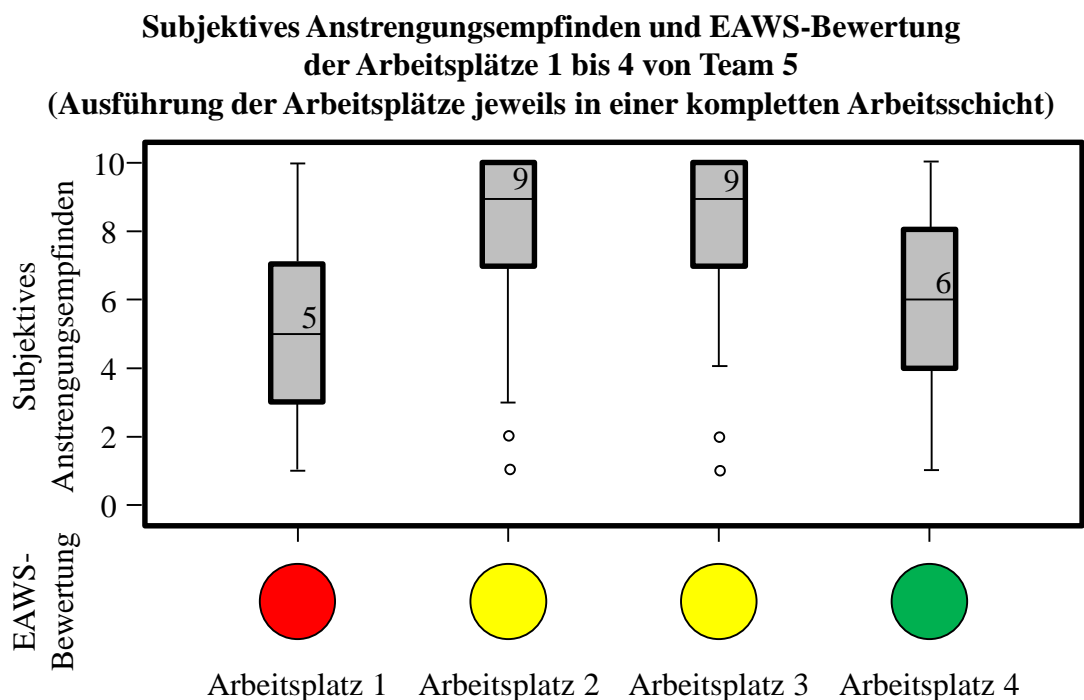 Subjektives Anstrengungsempfinden und EAWS-Bewertung
der Arbeitsplätze 1 bis 4 von Team 5
(Ausführung der Arbeitsplätze jeweils in einer kompletten Arbeitsschicht)
Subjektives
Anstrengungsempfinden
10
8
6
4
2
0
5
9
9
6
EAWS-
Bewertung
Arbeitsplatz 1 Arbeitsplatz 2 Arbeitsplatz 3 Arbeitsplatz 4